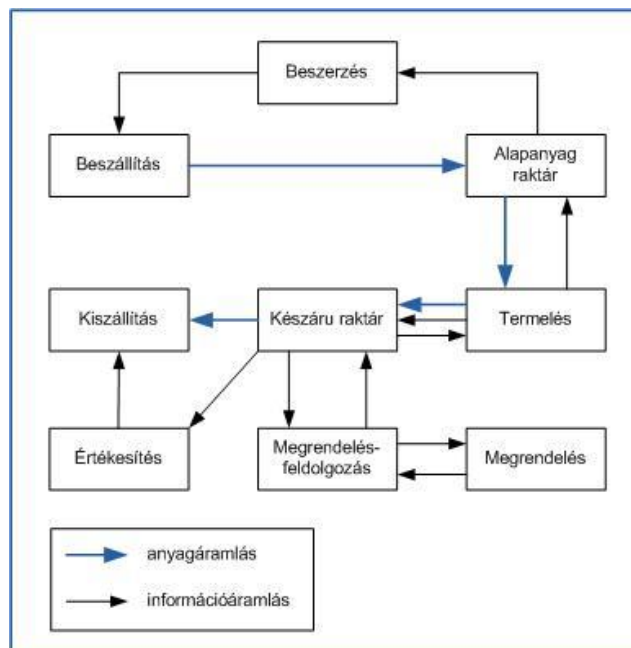 Beszerzés
Beszállítás
Alapanyag
raktár
Kiszállítás
Készáru raktár
Termelés
Értékesítés
Megrendelés-
feldolgozás
Megrendelés
anyagáramlás
információáramlás